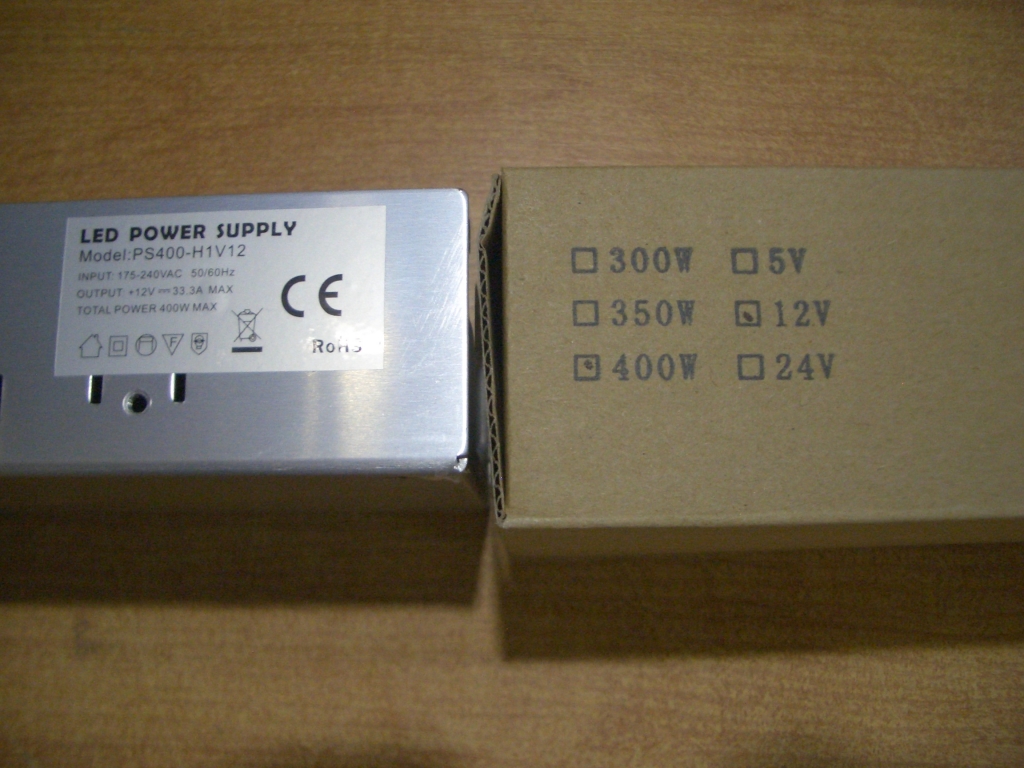 LED POWER SUPPLY
Model:PS400-H1V12
INPUT: 175-240VAC 50/60Hz
OUTPUT +12V⎓33.3A MAX
TOTAL POWER 400W MAX
CE
F
RoHS
☐300W ☐5V
☐350W ☑12V
☑400W ☐24V